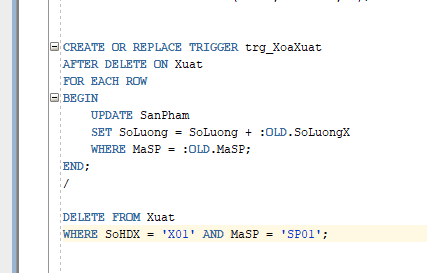 CREATE OR REPLACE TRIGGER trg_XoaXuat
AFTER DELETE ON Xuat
FOR EACH ROW
BEGIN
    UPDATE SanPham
    SET SoLuong = SoLuong + :OLD.SoLuongX
    WHERE MaSP = :OLD.MaSP;
END;
/

DELETE FROM Xuat
WHERE SoHDX = 'X01' AND MaSP = 'SP01';